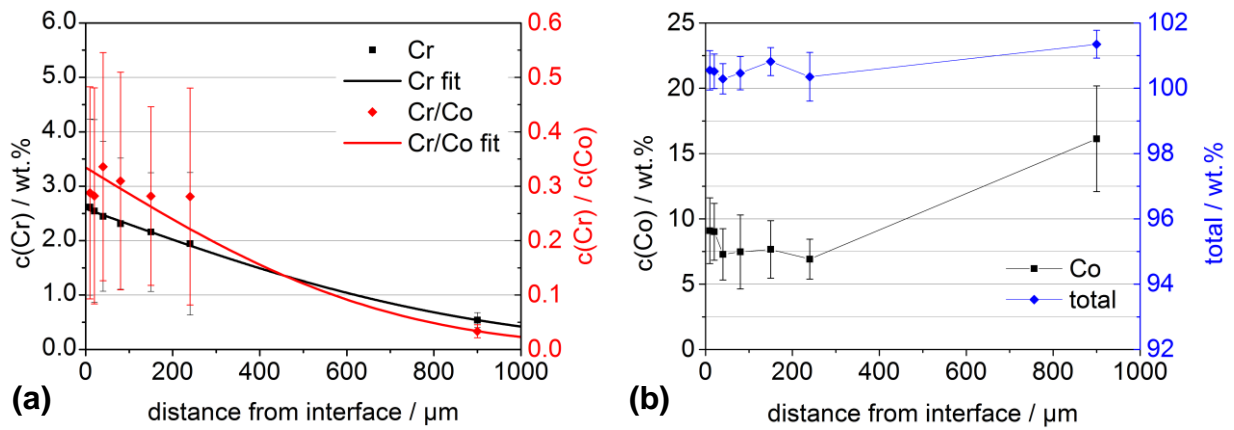 6.0
5.0
4.0
3.0
2.0
1.0
0.0
c(Cr) / wt.%
Cr
Cr fit
Cr/Co
Cr/Co fit
0.6
0.5
0.4
0.3
0.2
0.1
0.0
c(Cr) / c(Co)
0 200 400 600 800 1000
distance from interface / µm
(a)
25
20
15
10
5
0
c(Co) / wt.%
Co
total
102
100
98
96
94
92
total / wt.%
0 200 400 600 800 1000
distance from interface / µm
(b)